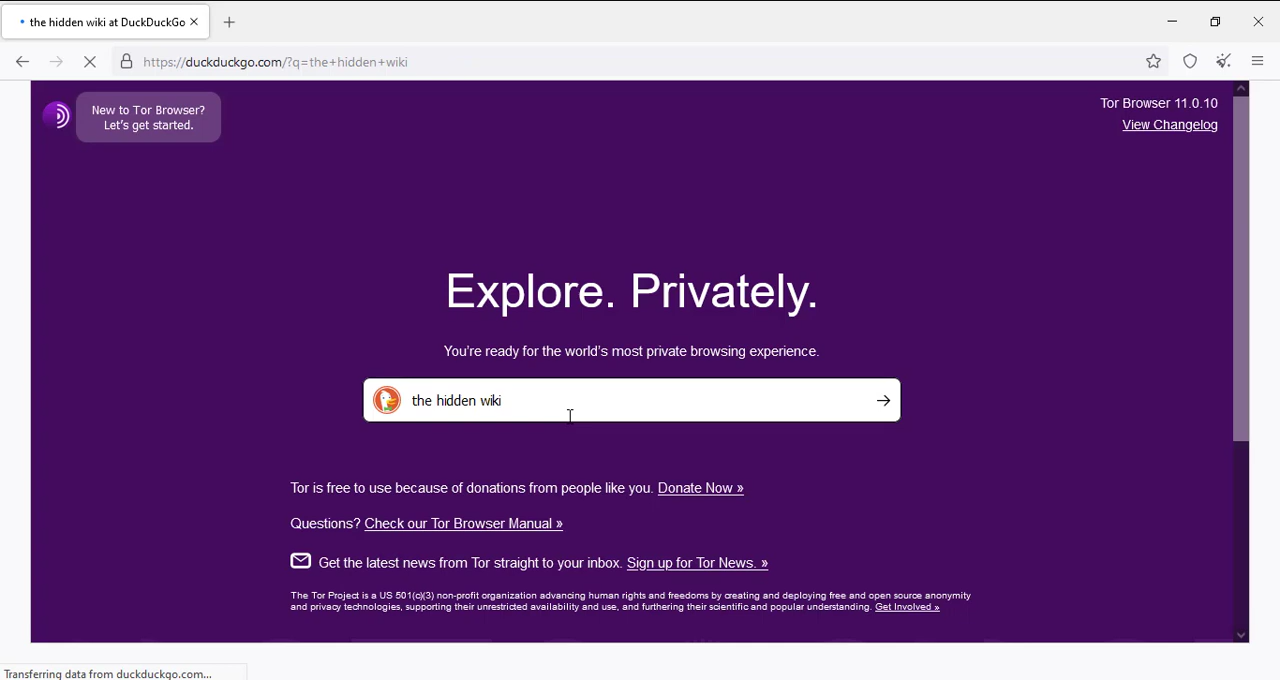 the hidden wiki at DuckDuckGo
https://duckduckgo.com/?q=the+hidden+wiki
New to Tor Browser?
Let's get started.
Tor Browser 11.0.10
View Changelog
Explore. Privately.
You're ready for the world's most private browsing experience.
the hidden wiki
Tor is free to use because of donations from people like you. Donate Now »
Questions? Check our Tor Browser Manual »
Get the latest news from Tor straight to your inbox. Sign up for Tor News. »
The Tor Project is a US 501(c)(3) non-profit organization advancing human rights and freedoms by creating and deploying free and open source anonymity
and privacy technologies, supporting their unrestricted availability and use, and furthering their scientific and popular understanding. Get Involved »
Transferring data from duckduckgo.com...